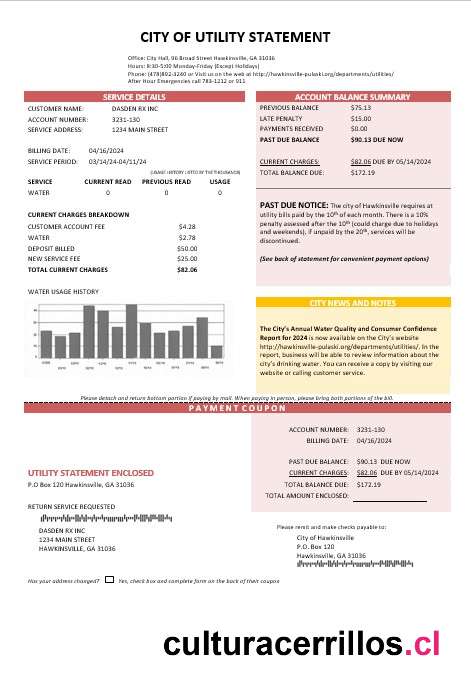 CITY OF UTILITY STATEMENT
Office: City Hall, 96 Broad Street Hawkinsville, GA 31036
Hours: 8:30-5:00 Monday-Friday (Except Holidays)
Phone: (478)892-3240 or Visit us on the web at http://hawkinsville-pulaski.org/departments/utilities/
After Hour Emergencies call 783-1212 or 911
SERVICE DETAILS
CUSTOMER NAME: DASDEN RX INC
ACCOUNT NUMBER: 3231-130
SERVICE ADDRESS: 1234 MAIN STREET
BILLING DATE: 04/16/2024
SERVICE PERIOD: 03/14/24-04/11/24
(USAGE HISTORY LISTED IN THE THOUSANDS)
SERVICE CURRENT READ PREVIOUS READ USAGE
WATER 0 0 0
CURRENT CHARGES BREAKDOWN
CUSTOMER ACCOUNT FEE $4.28
WATER $2.78
DEPOSIT BILLED $50.00
NEW SERVICE FEE $25.00
TOTAL CURRENT CHARGES $82.06
WATER USAGE HISTORY
ACCOUNT BALANCE SUMMARY
PREVIOUS BALANCE $75.13
LATE PENALTY $15.00
PAYMENTS RECEIVED $0.00
PAST DUE BALANCE $90.13 DUE NOW
CURRENT CHARGES: $82.06 DUE BY 05/14/2024
TOTAL BALANCE DUE: $172.19
PAST DUE NOTICE: The city of Hawkinsville requires at
utility bills paid by the 10th of each month. There is a 10%
penalty assessed after the 10th (could charge due to holidays
and weekends), if unpaid by the 20th, services will be
discontinued.
(See back of statement for convenient payment options)
CITY NEWS AND NOTES
The City's Annual Water Quality and Consumer Confidence
Report for 2024 is now available on the City's website
http://hawkinsville-pulaski.org/departments/utilities/. In the
report, business will be able to review information about the
city's drinking water. You can receive a copy by visiting our
website or calling customer service.
Please detach and return bottom portion if paying by mail. When paying in person, please bring both portions of the bill.
PAYMENT COUPON
ACCOUNT NUMBER: 3231-130
BILLING DATE: 04/16/2024
PAST DUE BALANCE: $90.13 DUE NOW
CURRENT CHARGES: $82.06 DUE BY 05/14/2024
TOTAL BALANCE DUE: $172.19
TOTAL AMOUNT ENCLOSED:
UTILITY STATEMENT ENCLOSED
P.O Box 120 Hawkinsville, GA 31036
RETURN SERVICE REQUESTED
DASDEN RX INC
1234 MAIN STREET
HAWKINSVILLE, GA 31036
Please remit and make checks payable to:
City of Hawkinsville
P.O. Box 120
Hawkinsville, GA 31036
Has your address changed? Yes, check box and complete form on the back of their coupon
culturacerrillos.cl